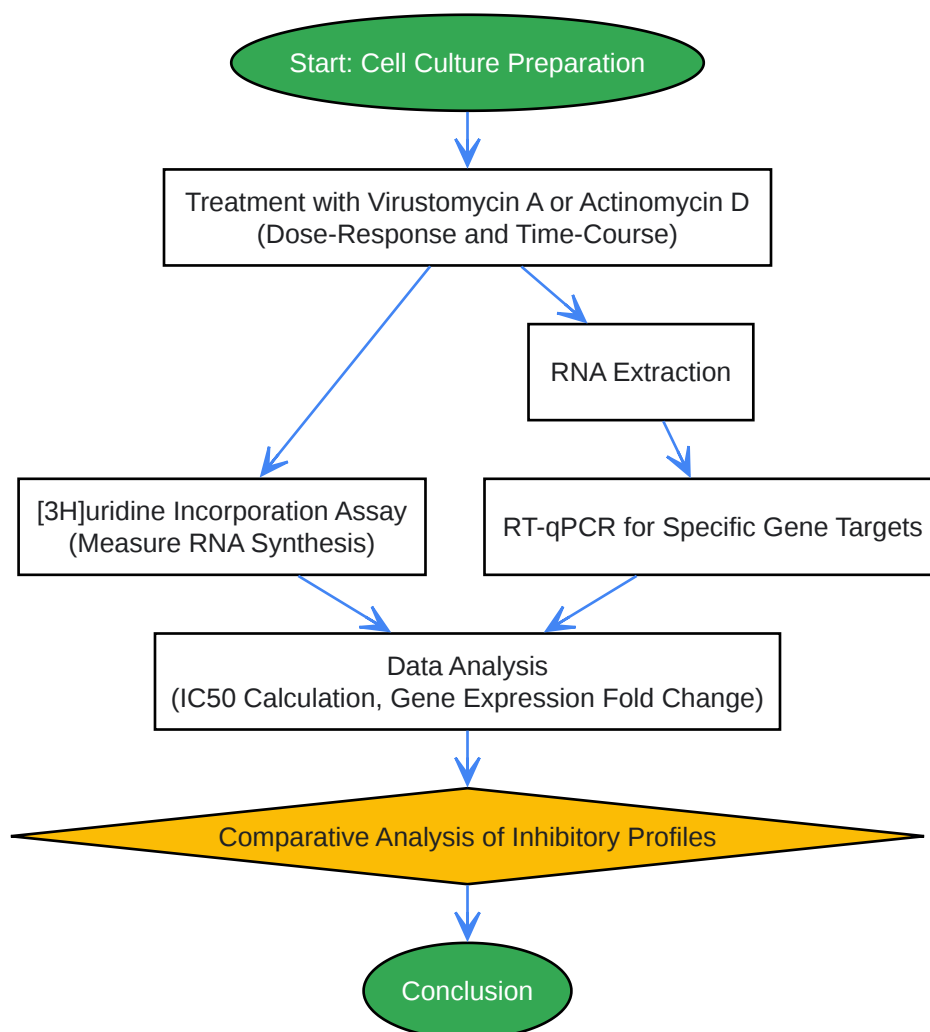 Start: Cell Culture Preparation
Treatment with Virustomycin A or Actinomycin D
(Dose-Response and Time-Course)
RNA Extraction
[3H]uridine Incorporation Assay
(Measure RNA Synthesis)
RT-qPCR for Specific Gene Targets
Data Analysis
(IC50 Calculation, Gene Expression Fold Change)
Comparative Analysis of Inhibitory Profiles
Conclusion